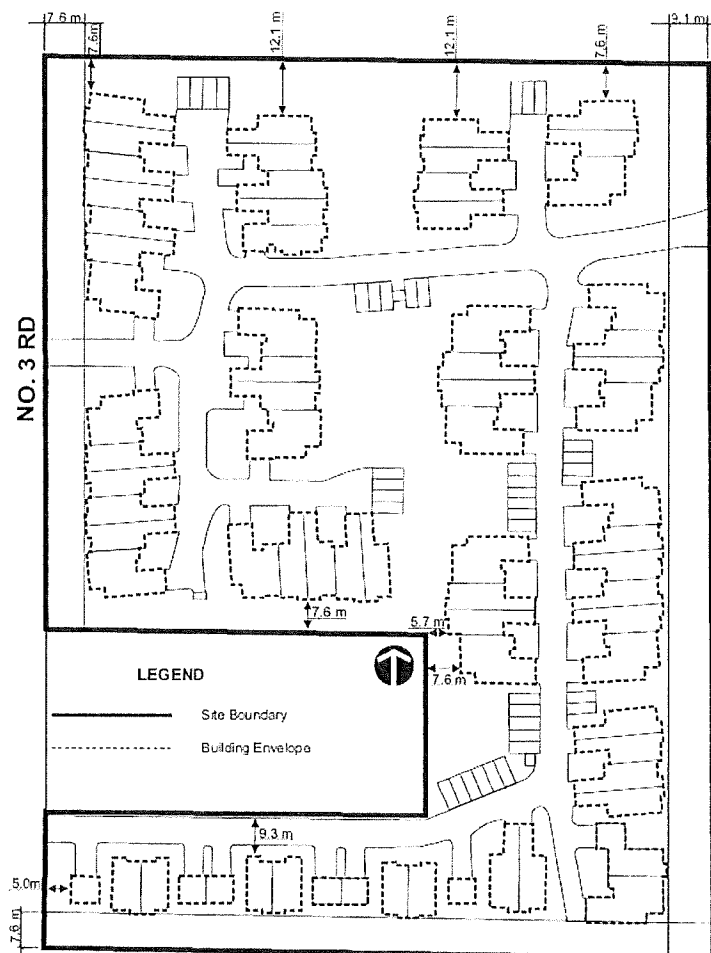 7.6 m
9.1 m
7.6m
12.1 m
12.1 m
7.6 m
NO. 3 RD
7.6 m
5.7 m
7.6 m
LEGEND
Site Boundary
Building Envelope
9.3 m
5.0m
7.6 m